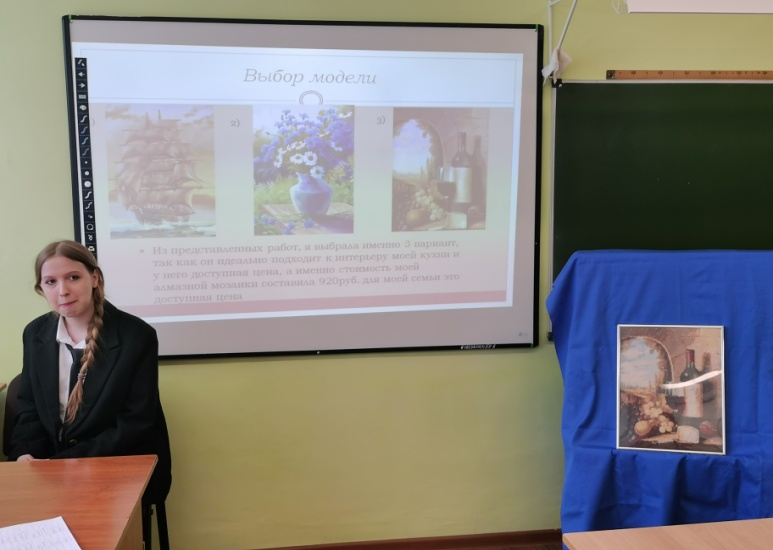 Выбор модели
2)
3)
Из представленных работ, я выбрала именно 3 вариант,
так как он идеально подходит к интерьеру моей кухни и
у него доступная цена, а именно стоимость моей
алмазной мозаики составила 920руб. для моей семьи это
доступная цена